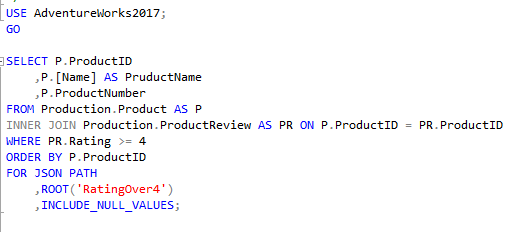 USE AdventureWorks2017;
GO
SELECT P.ProductID
,P.[Name] AS PruductName
,P.ProductNumber
FROM Production.Product AS P
INNER JOIN Production.ProductReview AS PR ON P.ProductID = PR.ProductID
WHERE PR.Rating >= 4
ORDER BY P.ProductID
FOR JSON PATH
,ROOT('RatingOver4')
,INCLUDE_NULL_VALUES;